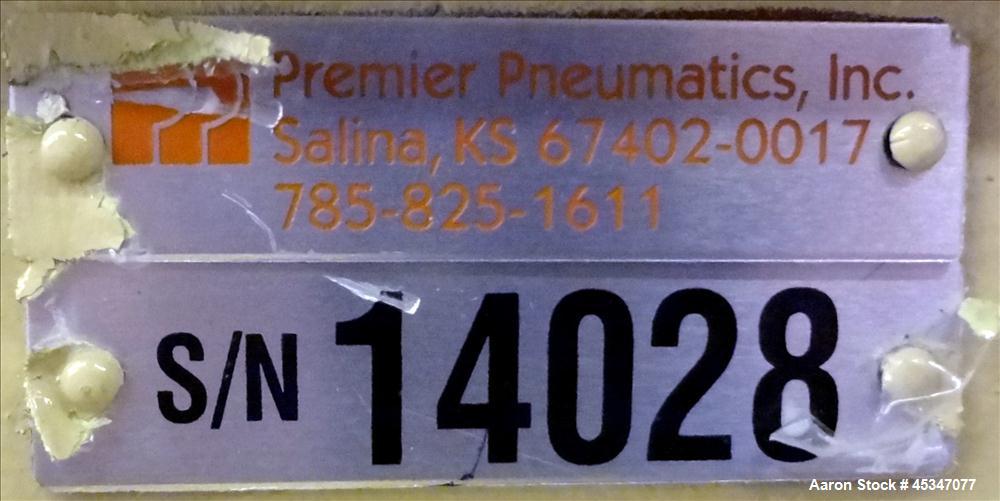 Premier Pneumatics, Inc.
Salina, KS 67402-0017
785-825-1611
S/N 14028
Aaron Stock # 45347077